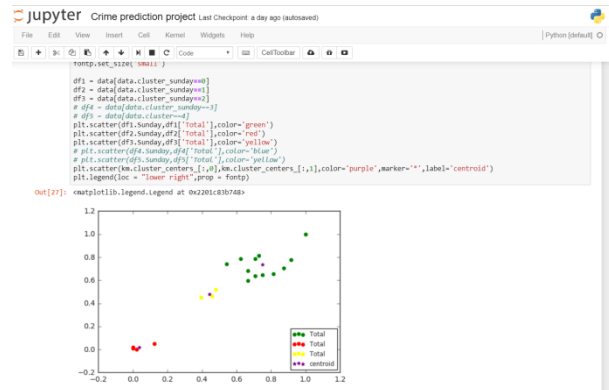 jupyter Crime prediction project Last Checkpoint: a day ago (autosaved)
File Edit View Insert Cell Kernel Widgets Help Python [default] O
Code CellToolbar
fontp.set_size('small')
df1 = data[data.cluster_sunday==0]
df2 = data[data.cluster_sunday==1]
df3 = data[data.cluster_sunday==2]
# df4 = data[data.cluster_sunday==3]
# df5 = data[data.cluster==4]
plt.scatter(df1.Sunday,df1['Total'],color='green')
plt.scatter(df2.Sunday,df2['Total'],color='red')
plt.scatter(df3.Sunday,df3['Total'],color='yellow')
# plt.scatter(df4.Sunday,df4['Total'],color='blue')
# plt.scatter(df5.Sunday,df5['Total'],color='yellow')
plt.scatter(km.cluster_centers_[:,0],km.cluster_centers_[:,1],color='purple',marker='*',label='centroid')
plt.legend(loc = "lower right",prop = fontp)
Out[27]: <matplotlib.legend.Legend at 0x2201c83b748>
1.2
1.0
0.8
0.6
0.4
0.2
0.0
−0.2
−0.2 0.0 0.2 0.4 0.6 0.8 1.0 1.2
Total
Total
Total
centroid